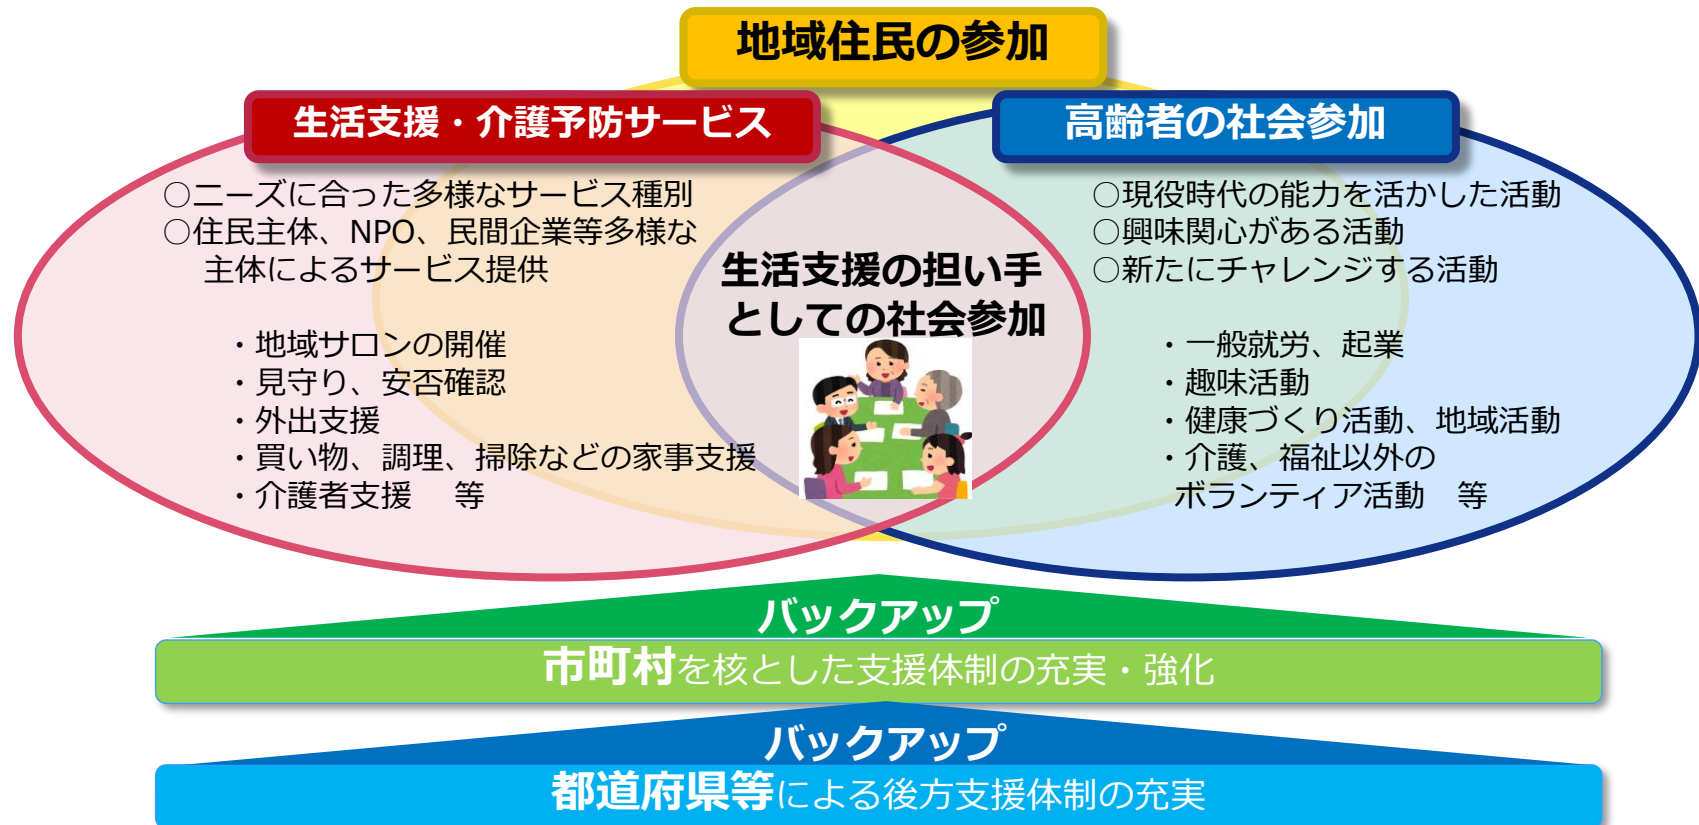 地域住民の参加
生活支援・介護予防サービス
○ニーズに合った多様なサービス種別
○住民主体、NPO、民間企業等多様な
主体によるサービス提供
・地域サロンの開催
・見守り、安否確認
・外出支援
・買い物、調理、掃除などの家事支援
・介護者支援　等
生活支援の担い手
としての社会参加
高齢者の社会参加
○現役時代の能力を活かした活動
○興味関心がある活動
○新たにチャレンジする活動
・一般就労、起業
・趣味活動
・健康づくり活動、地域活動
・介護、福祉以外の
ボランティア活動　等
バックアップ
市町村を核とした支援体制の充実・強化
バックアップ
都道府県等による後方支援体制の充実